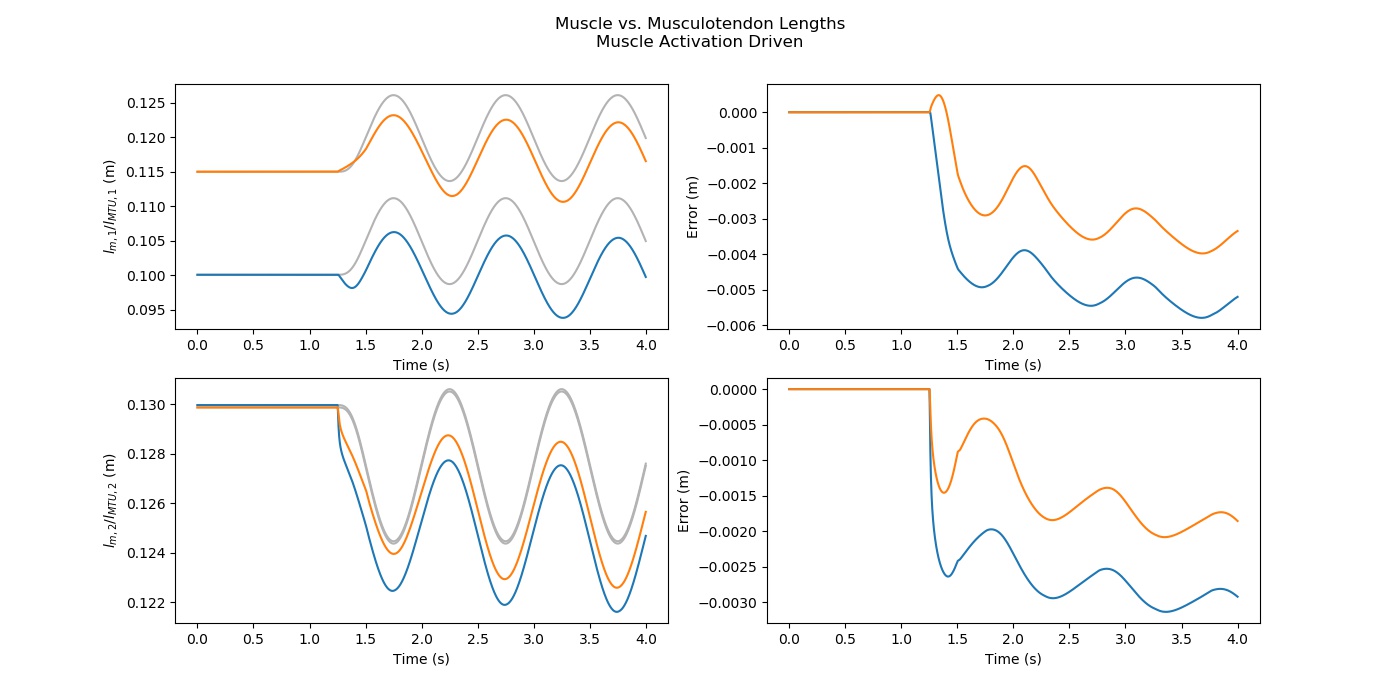 Muscle vs. Musculotendon Lengths
Muscle Activation Driven
l_{m,1}/l_{MTU,1} (m)
0.125
0.120
0.115
0.110
0.105
0.100
0.095
0.0 0.5 1.0 1.5 2.0 2.5 3.0 3.5 4.0
Time (s)
Error (m)
0.000
−0.001
−0.002
−0.003
−0.004
−0.005
−0.006
0.0 0.5 1.0 1.5 2.0 2.5 3.0 3.5 4.0
Time (s)
l_{m,2}/l_{MTU,2} (m)
0.130
0.128
0.126
0.124
0.122
0.0 0.5 1.0 1.5 2.0 2.5 3.0 3.5 4.0
Time (s)
Error (m)
0.0000
−0.0005
−0.0010
−0.0015
−0.0020
−0.0025
−0.0030
0.0 0.5 1.0 1.5 2.0 2.5 3.0 3.5 4.0
Time (s)